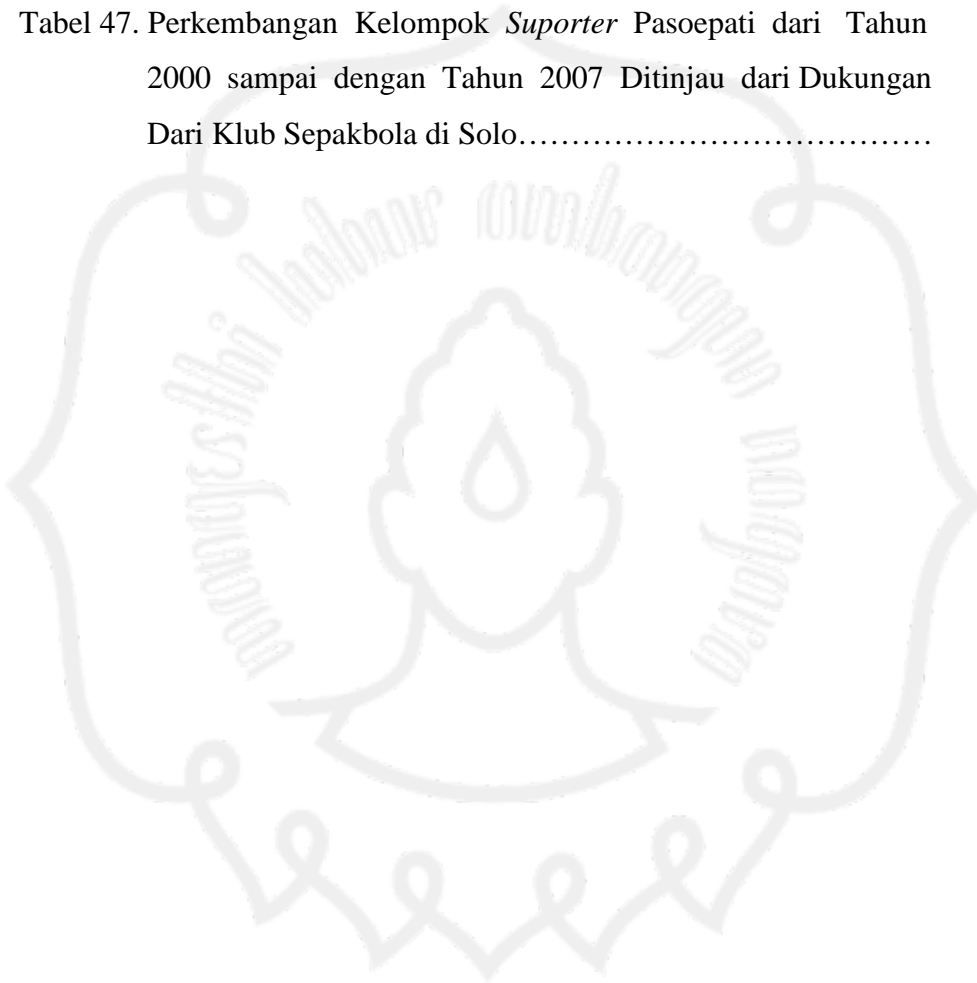 Tabel 47. Perkembangan Kelompok Suporter Pasoepati dari Tahun
2000 sampai dengan Tahun 2007 Ditinjau dari Dukungan
Dari Klub Sepakbola di Solo…………………………………